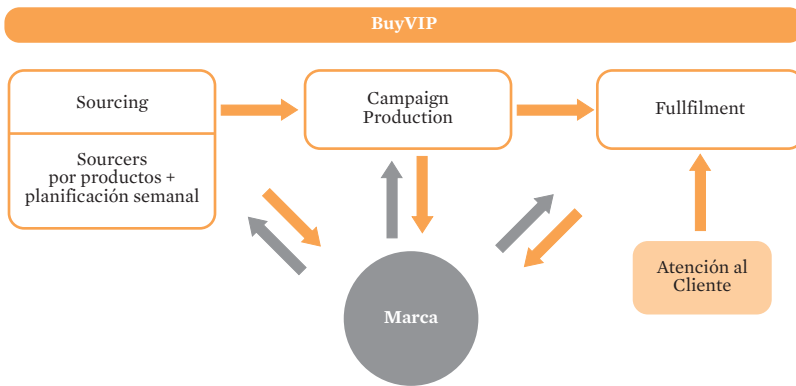 BuyVIP
Sourcing
Sourcers
por productos +
planificación semanal
Campaign
Production
Fullfilment
Atención al
Cliente
Marca